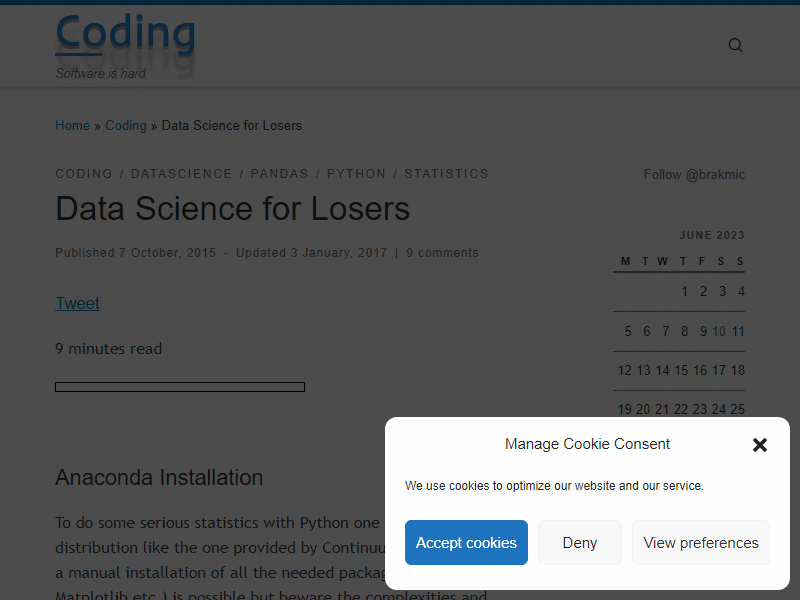 Coding
Software is hard
Home » Coding » Data Science for Losers
CODING / DATASCIENCE / PANDAS / PYTHON / STATISTICS
Data Science for Losers
Published 7 October, 2015 - Updated 3 January, 2017 | 9 comments
Tweet
9 minutes read
Anaconda Installation
To do some serious statistics with Python one
distribution like the one provided by Continuu
a manual installation of all the needed packag
Matplotlib etc.) is possible but beware the complexities and
Follow @brakmic
JUNE 2023
M T W T F S S
1 2 3 4
5 6 7 8 9 10 11
12 13 14 15 16 17 18
19 20 21 22 23 24 25
Manage Cookie Consent
We use cookies to optimize our website and our service.
Accept cookies
Deny
View preferences